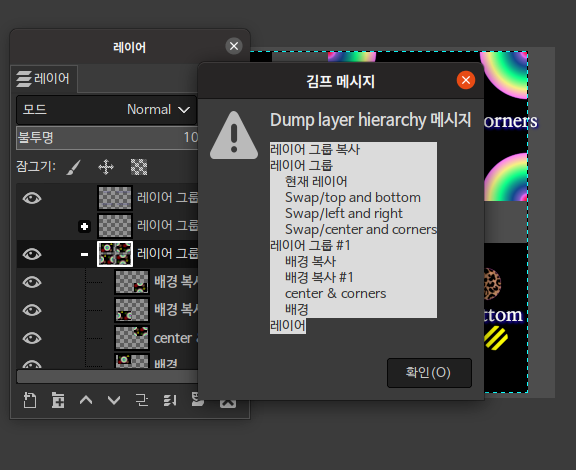 레이어
레이어
모드
Normal
불투명
10
잠그기:
레이어 그룹
레이어 그룹
레이어 그룹
배경 복사
배경 복사
center &
배경
김프 메시지
Dump layer hierarchy 메시지
레이어 그룹 복사
레이어 그룹
현재 레이어
Swap/top and bottom
Swap/left and right
Swap/center and corners
레이어 그룹 #1
배경 복사
배경 복사 #1
center & corners
배경
레이어
확인(O)
orners
ttom